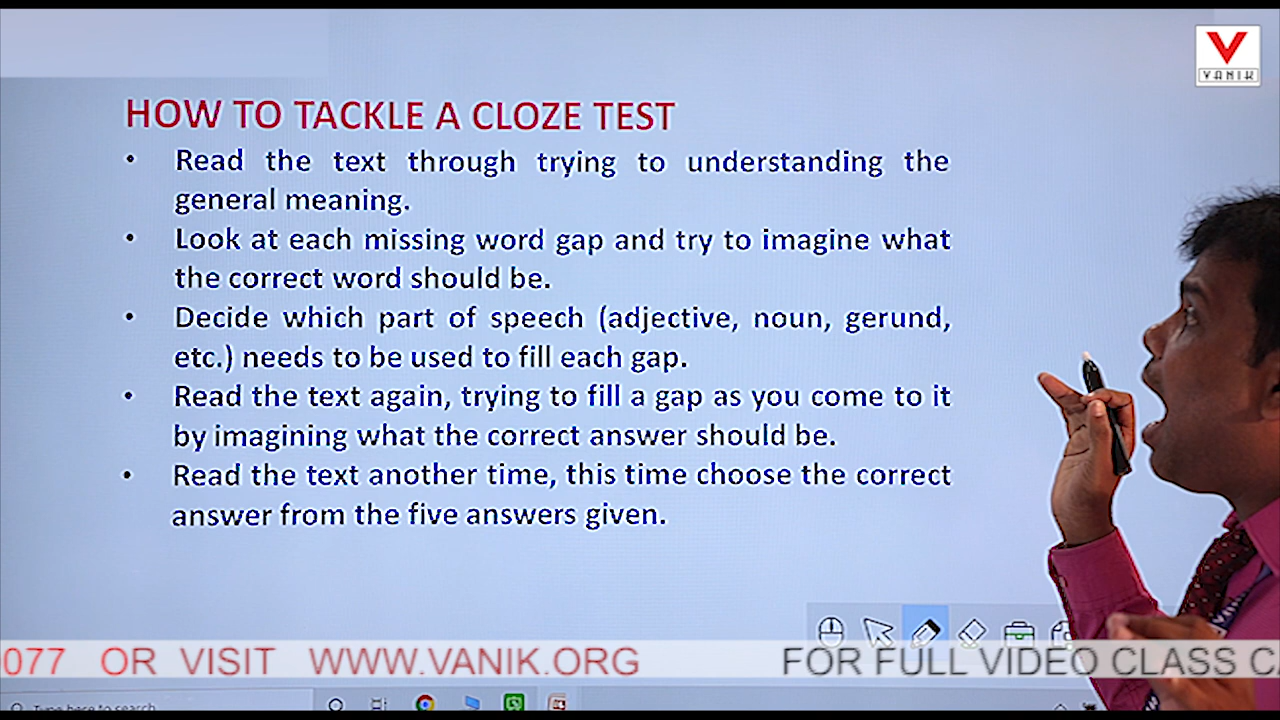 VANIK
HOW TO TACKLE A CLOZE TEST
• Read the text through trying to understanding the
general meaning.
• Look at each missing word gap and try to imagine what
the correct word should be.
• Decide which part of speech (adjective, noun, gerund,
etc.) needs to be used to fill each gap.
• Read the text again, trying to fill a gap as you come to it
by imagining what the correct answer should be.
• Read the text another time, this time choose the correct
answer from the five answers given.
077 OR VISIT WWW.VANIK.ORG FOR FULL VIDEO CLASS C
Type here to search